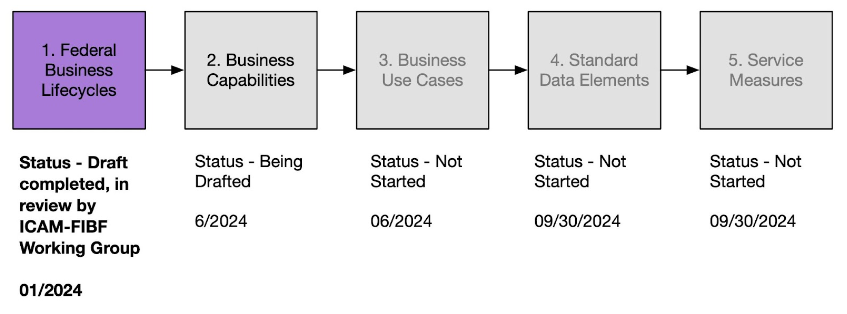 1. Federal
Business
Lifecycles
2. Business
Capabilities
3. Business
Use Cases
4. Standard
Data Elements
5. Service
Measures
Status - Draft
completed, in
review by
ICAM-FIBF
Working Group
01/2024
Status - Being
Drafted
6/2024
Status - Not
Started
06/2024
Status - Not
Started
09/30/2024
Status - Not
Started
09/30/2024